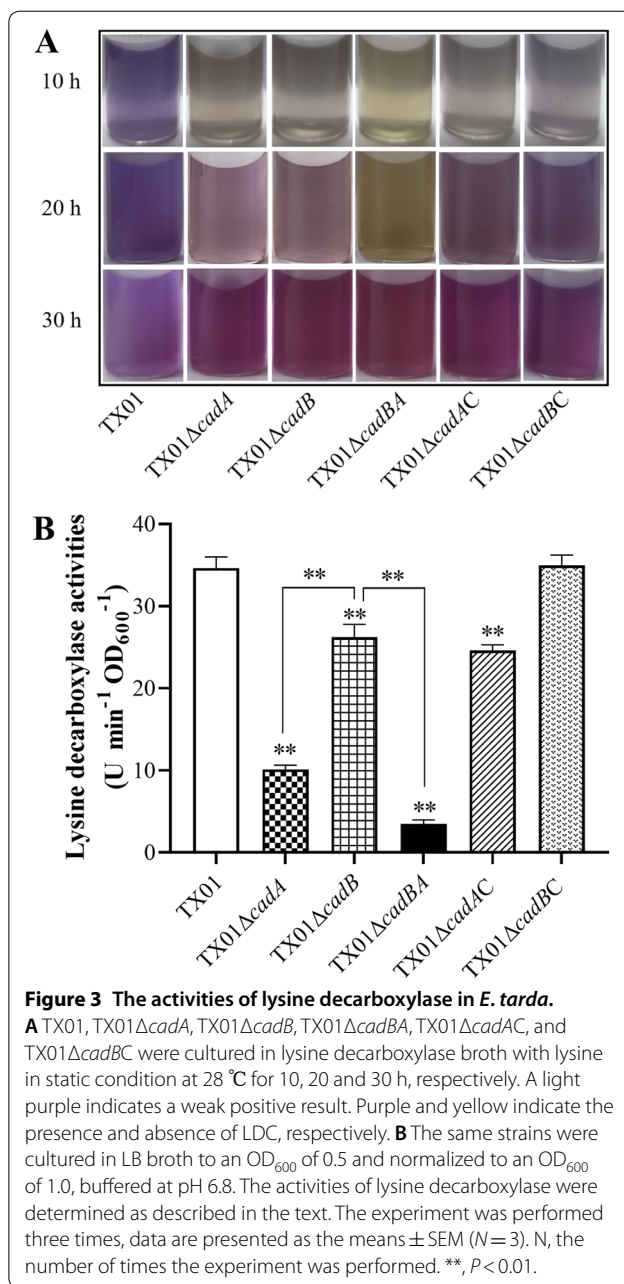 A
10 h
20 h
30 h
TX01
TX01ΔcadA
TX01ΔcadB
TX01ΔcadBA
TX01ΔcadAC
TX01ΔcadBC
B
Lysine decarboxylase activities
(U min⁻¹ OD₆₀₀⁻¹)
40
30
20
10
0
**
**
**
**
**
**
TX01
TX01ΔcadA
TX01ΔcadB
TX01ΔcadBA
TX01ΔcadAC
TX01ΔcadBC
Figure 3 The activities of lysine decarboxylase in E. tarda.
A TX01, TX01ΔcadA, TX01ΔcadB, TX01ΔcadBA, TX01ΔcadAC, and
TX01ΔcadBC were cultured in lysine decarboxylase broth with lysine
in static condition at 28 ℃ for 10, 20 and 30 h, respectively. A light
purple indicates a weak positive result. Purple and yellow indicate the
presence and absence of LDC, respectively. B The same strains were
cultured in LB broth to an OD₆₀₀ of 0.5 and normalized to an OD₆₀₀
of 1.0, buffered at pH 6.8. The activities of lysine decarboxylase were
determined as described in the text. The experiment was performed
three times, data are presented as the means ± SEM (N = 3). N, the
number of times the experiment was performed. **, P < 0.01.